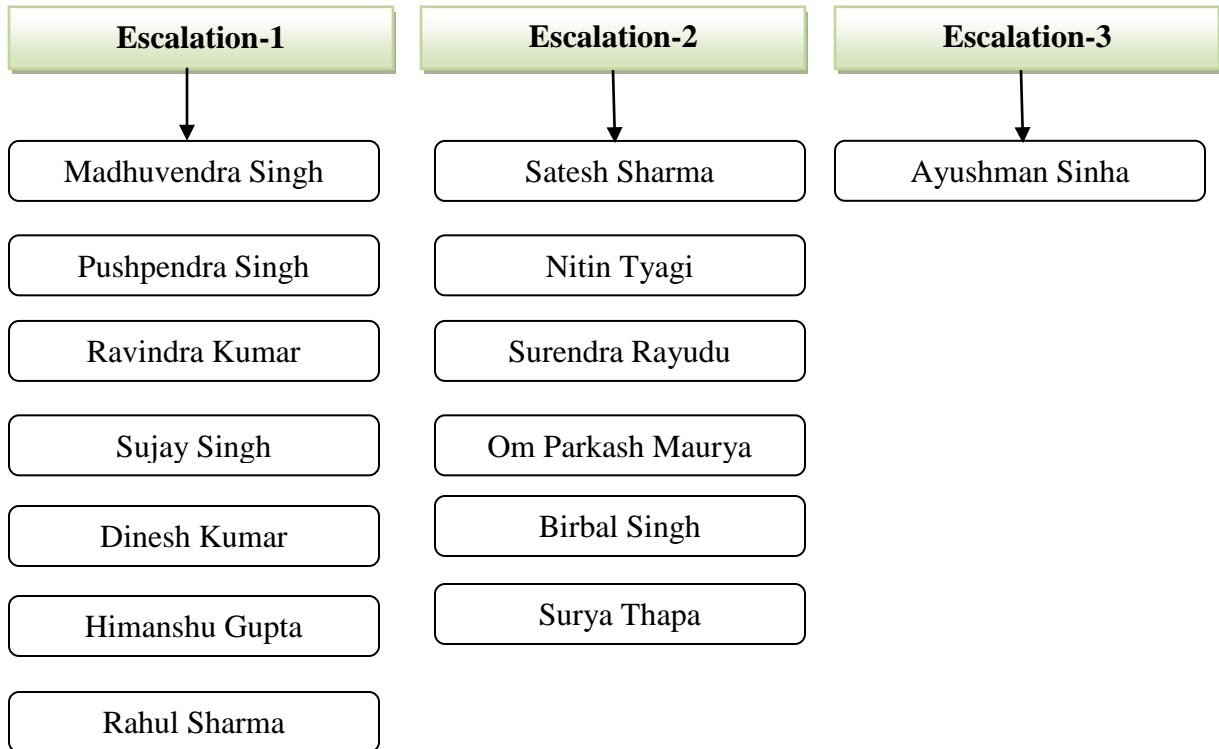 Escalation-1
Escalation-2
Escalation-3
Madhuvendra Singh
Satesh Sharma
Ayushman Sinha
Pushpendra Singh
Nitin Tyagi
Ravindra Kumar
Surendra Rayudu
Sujay Singh
Om Parkash Maurya
Dinesh Kumar
Birbal Singh
Himanshu Gupta
Surya Thapa
Rahul Sharma